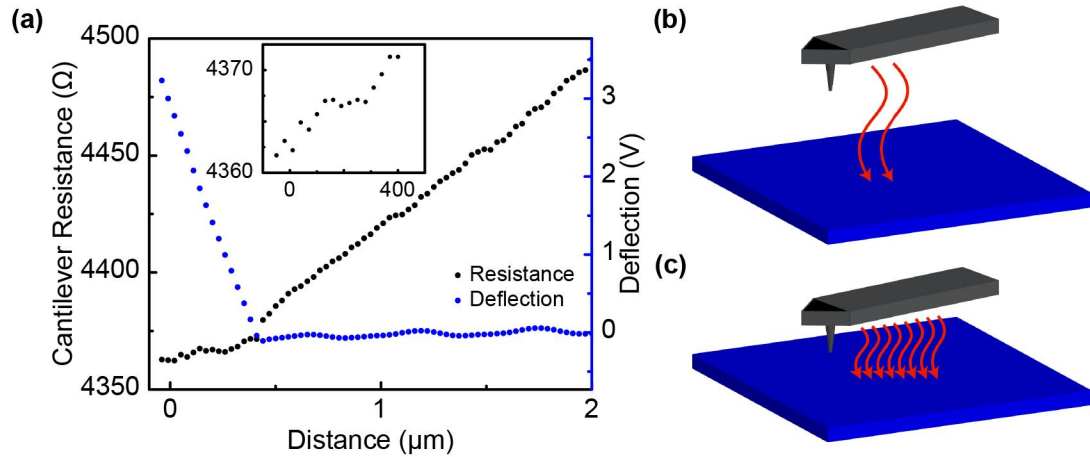 (a)
4500
4450
4400
4350
Cantilever Resistance (Ω)
4370
4360
0
400
Resistance
Deflection
3
2
1
0
Deflection (V)
0
1
2
Distance (µm)
(b)
(c)